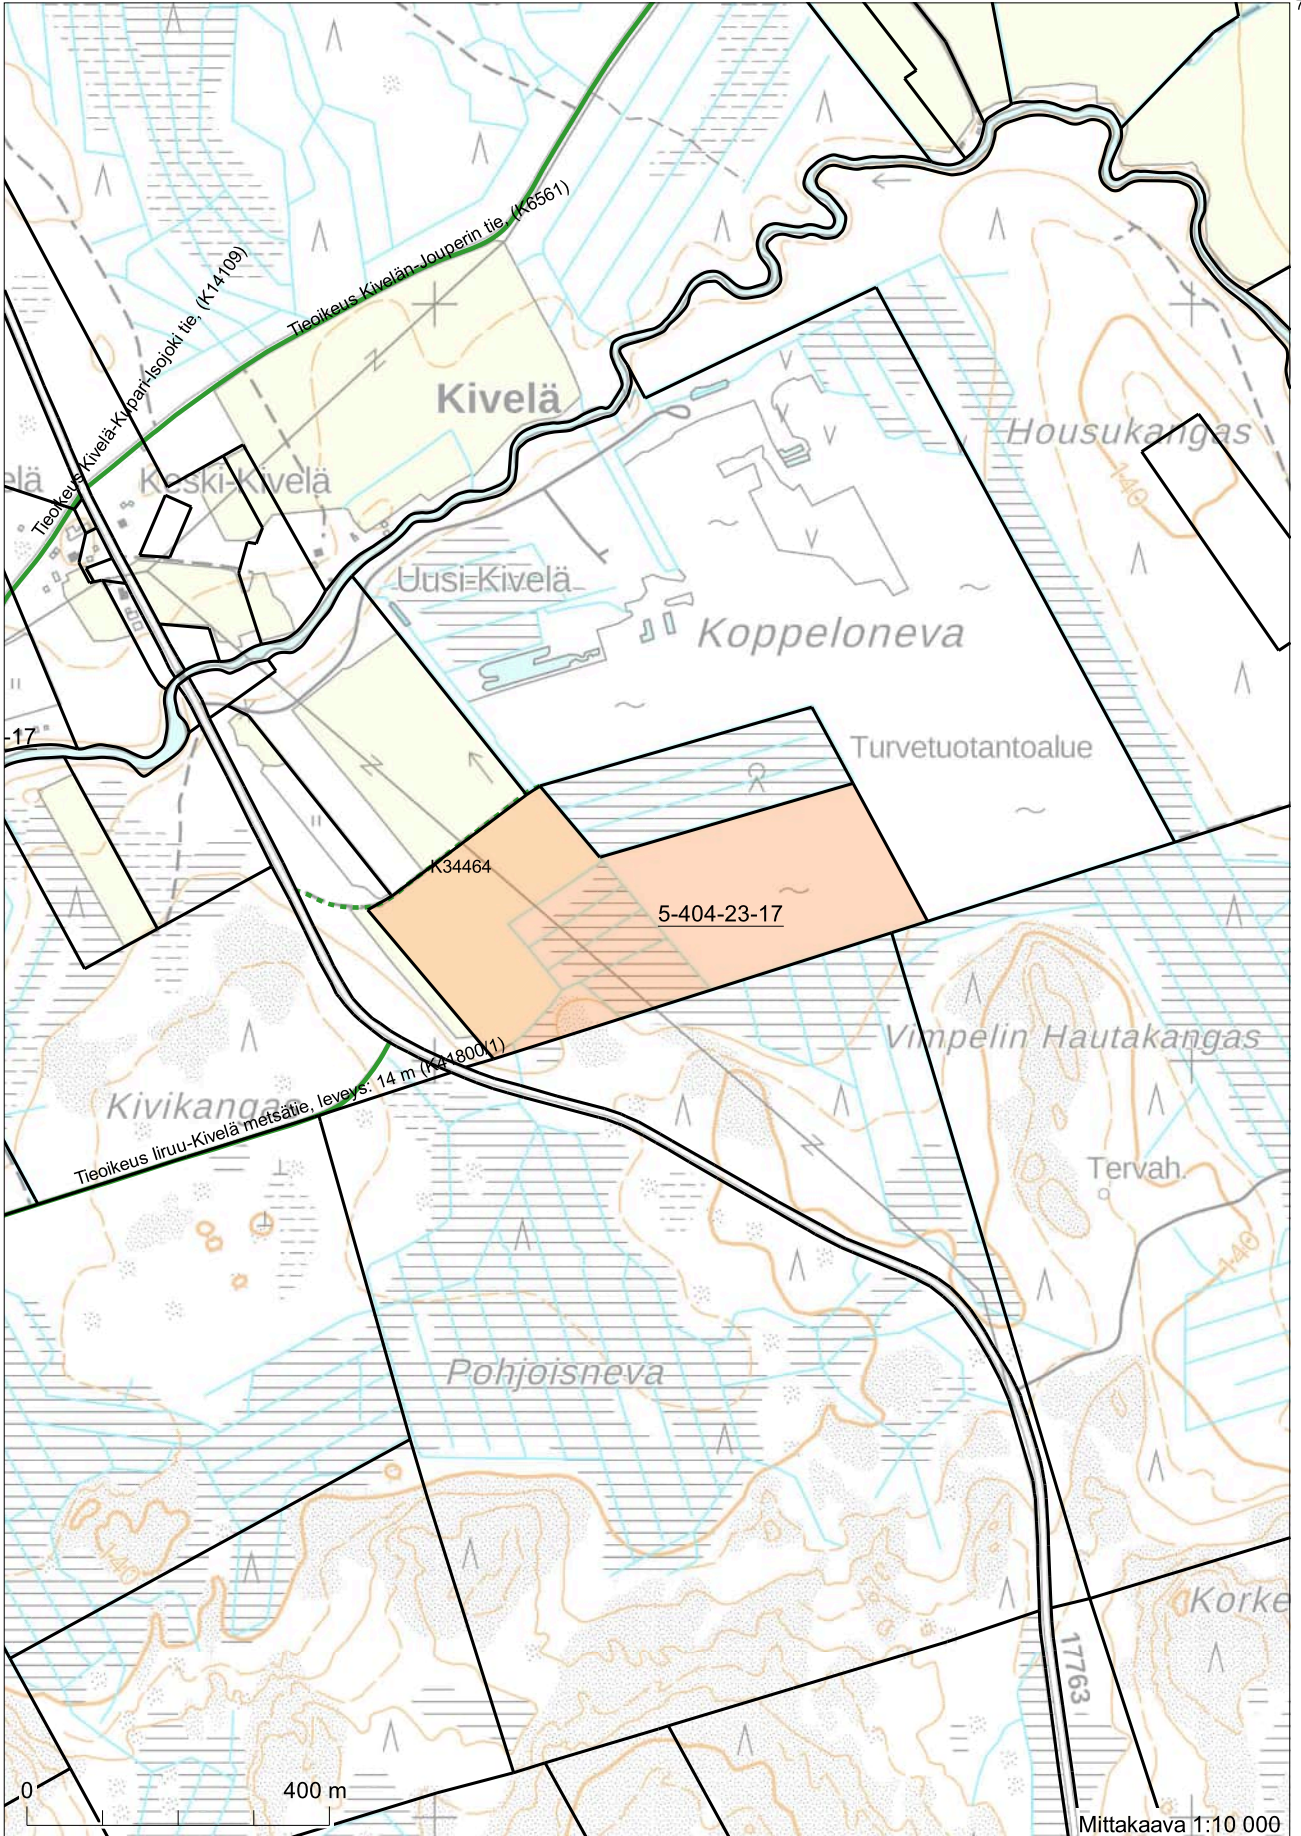 7
Tieoikeus Kivelän-Jouperin tie, (K6561)
Tieoikeus Kivelä-Kupari-Isojoki tie, (K14109)
Kivelä
Housukangas
140
elä
Keski-Kivelä
Uusi-Kivelä
Koppeloneva
-17
Turvetuotantoalue
K34464
5-404-23-17
Vimpelin Hautakangas
Tieoikeus Iiruu-Kivelä metsätie, leveys: 14 m (K41800/1)
Kivikangas
Tervah.
140
Pohjoisneva
140
Korke
17763
0
400 m
Mittakaava 1:10 000